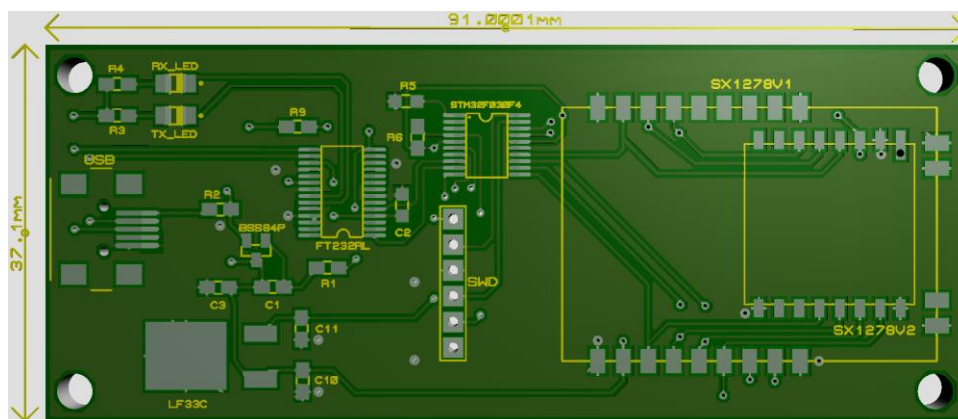 91.0001mm
37.1mm
R4
RX_LED
R3
TX_LED
USB
R9
R5
R6
STM32F030F4
SX1278V1
R2
BSS84P
FT232RL
C2
R1
C3
C1
SWD
SX1278V2
C11
C10
LF33C